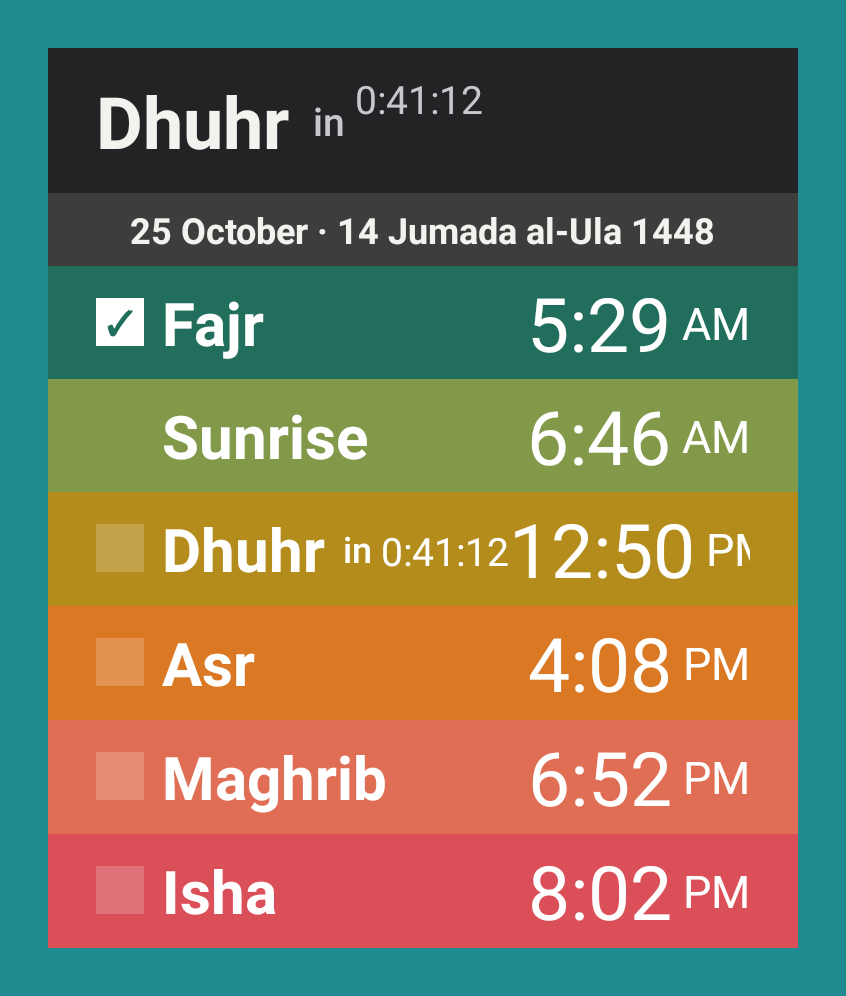 Dhuhr in 0:41:12
25 October · 14 Jumada al-Ula 1448
✓ Fajr 5:29 AM
Sunrise 6:46 AM
Dhuhr in 0:41:12 12:50 PM
Asr 4:08 PM
Maghrib 6:52 PM
Isha 8:02 PM